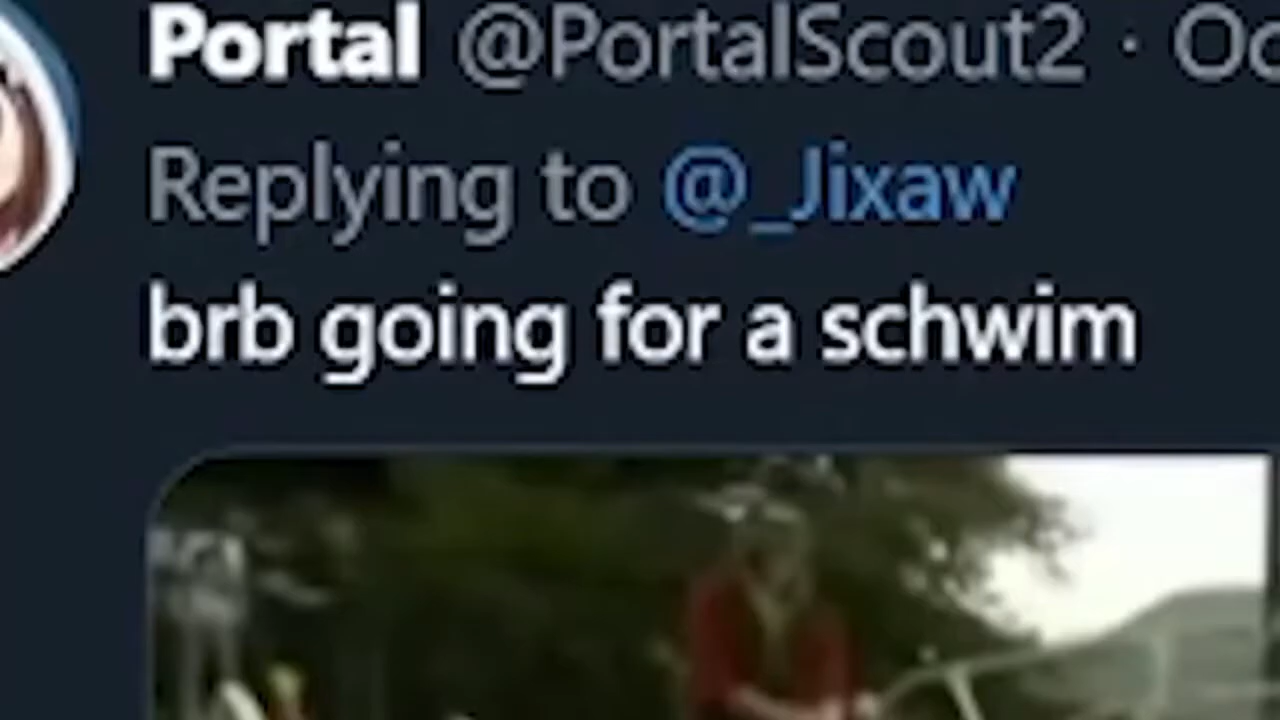 Portal @PortalScout2 · Oc
Replying to @_Jixaw
brb going for a schwim